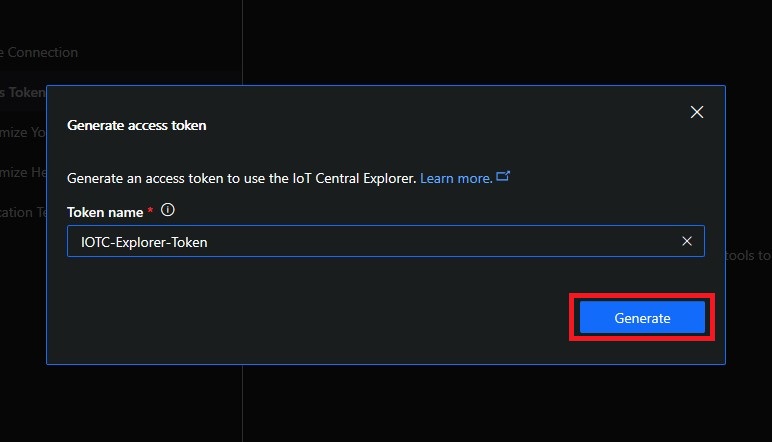 e Connection
s Token
Generate access token
mize Yo
Generate an access token to use the IoT Central Explorer. Learn more.
mize He
Token name *
cation Te
IOTC-Explorer-Token
tools to
Generate